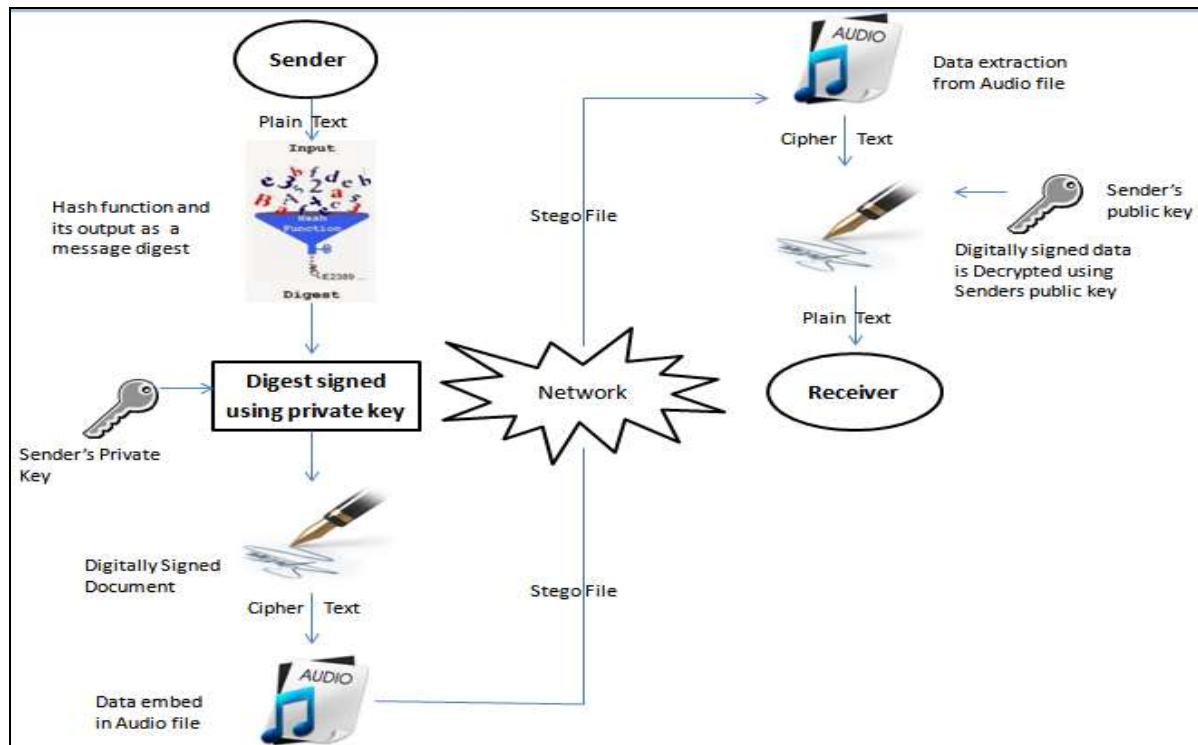 Sender
Plain Text
Input
Hash
Function
E2389...
Digest
Hash function and
its output as a
message digest
Digest signed
using private key
Sender's Private
Key
Digitally Signed
Document
Cipher Text
AUDIO
Data embed
in Audio file
Stego File
Network
Stego File
AUDIO
Data extraction
from Audio file
Cipher Text
Sender's
public key
Digitally signed data
is Decrypted using
Senders public key
Plain Text
Receiver